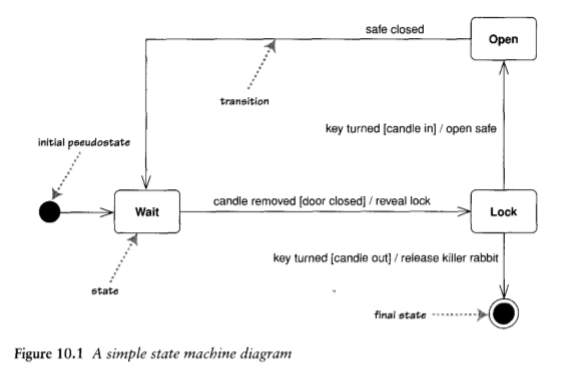 safe closed
Open
transition
key turned [candle in] / open safe
initial pseudostate
candle removed [door closed] / reveal lock
Wait
Lock
key turned [candle out] / release killer rabbit
state
final state
Figure 10.1 A simple state machine diagram